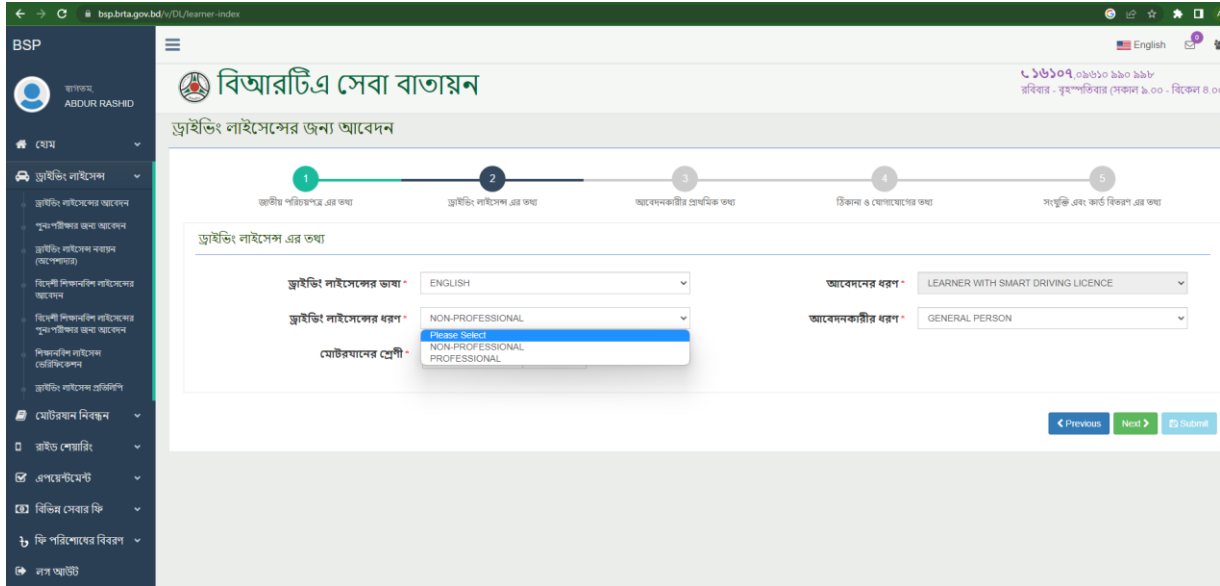 bsp.brta.gov.bd/v/DL/learner-index
BSP
English
0
স্বাগতম,
ABDUR RASHID
বিআরটিএ সেবা বাতায়ন
১৬১০৭,০৯৬১০ ৯৯০ ৯৯৮
রবিবার - বৃহস্পতিবার (সকাল ৯.০০ - বিকেল ৪.০০
ড্রাইভিং লাইসেন্সের জন্য আবেদন
হোম
ড্রাইভিং লাইসেন্স
ড্রাইভিং লাইসেন্সের আবেদন
পুনঃপরীক্ষার জন্য আবেদন
ড্রাইভিং লাইসেন্স নবায়ন
(অপেশাদার)
বিদেশী শিক্ষানবিশ লাইসেন্সের
আবেদন
বিদেশী শিক্ষানবিশ লাইসেন্সের
পুনঃপরীক্ষার জন্য আবেদন
শিক্ষানবিশ লাইসেন্স
ভেরিফিকেশন
ড্রাইভিং লাইসেন্স প্রতিলিপি
মোটরযান নিবন্ধন
রাইড শেয়ারিং
এপয়েন্টমেন্ট
বিভিন্ন সেবার ফি
ফি পরিশোধের বিবরণ
লগ আউট
1 2 3 4 5
জাতীয় পরিচয়পত্র এর তথ্য
ড্রাইভিং লাইসেন্স এর তথ্য
আবেদনকারীর প্রাথমিক তথ্য
ঠিকানা ও যোগাযোগের তথ্য
সংযুক্তি এবং কার্ড বিতরণ এর তথ্য
ড্রাইভিং লাইসেন্স এর তথ্য
ড্রাইভিং লাইসেন্সের ভাষা * ENGLISH
আবেদনের ধরণ * LEARNER WITH SMART DRIVING LICENCE
ড্রাইভিং লাইসেন্সের ধরণ * NON-PROFESSIONAL
আবেদনকারীর ধরণ * GENERAL PERSON
Please Select
NON-PROFESSIONAL
PROFESSIONAL
মোটরযানের শ্রেণী *
Previous
Next
Submit